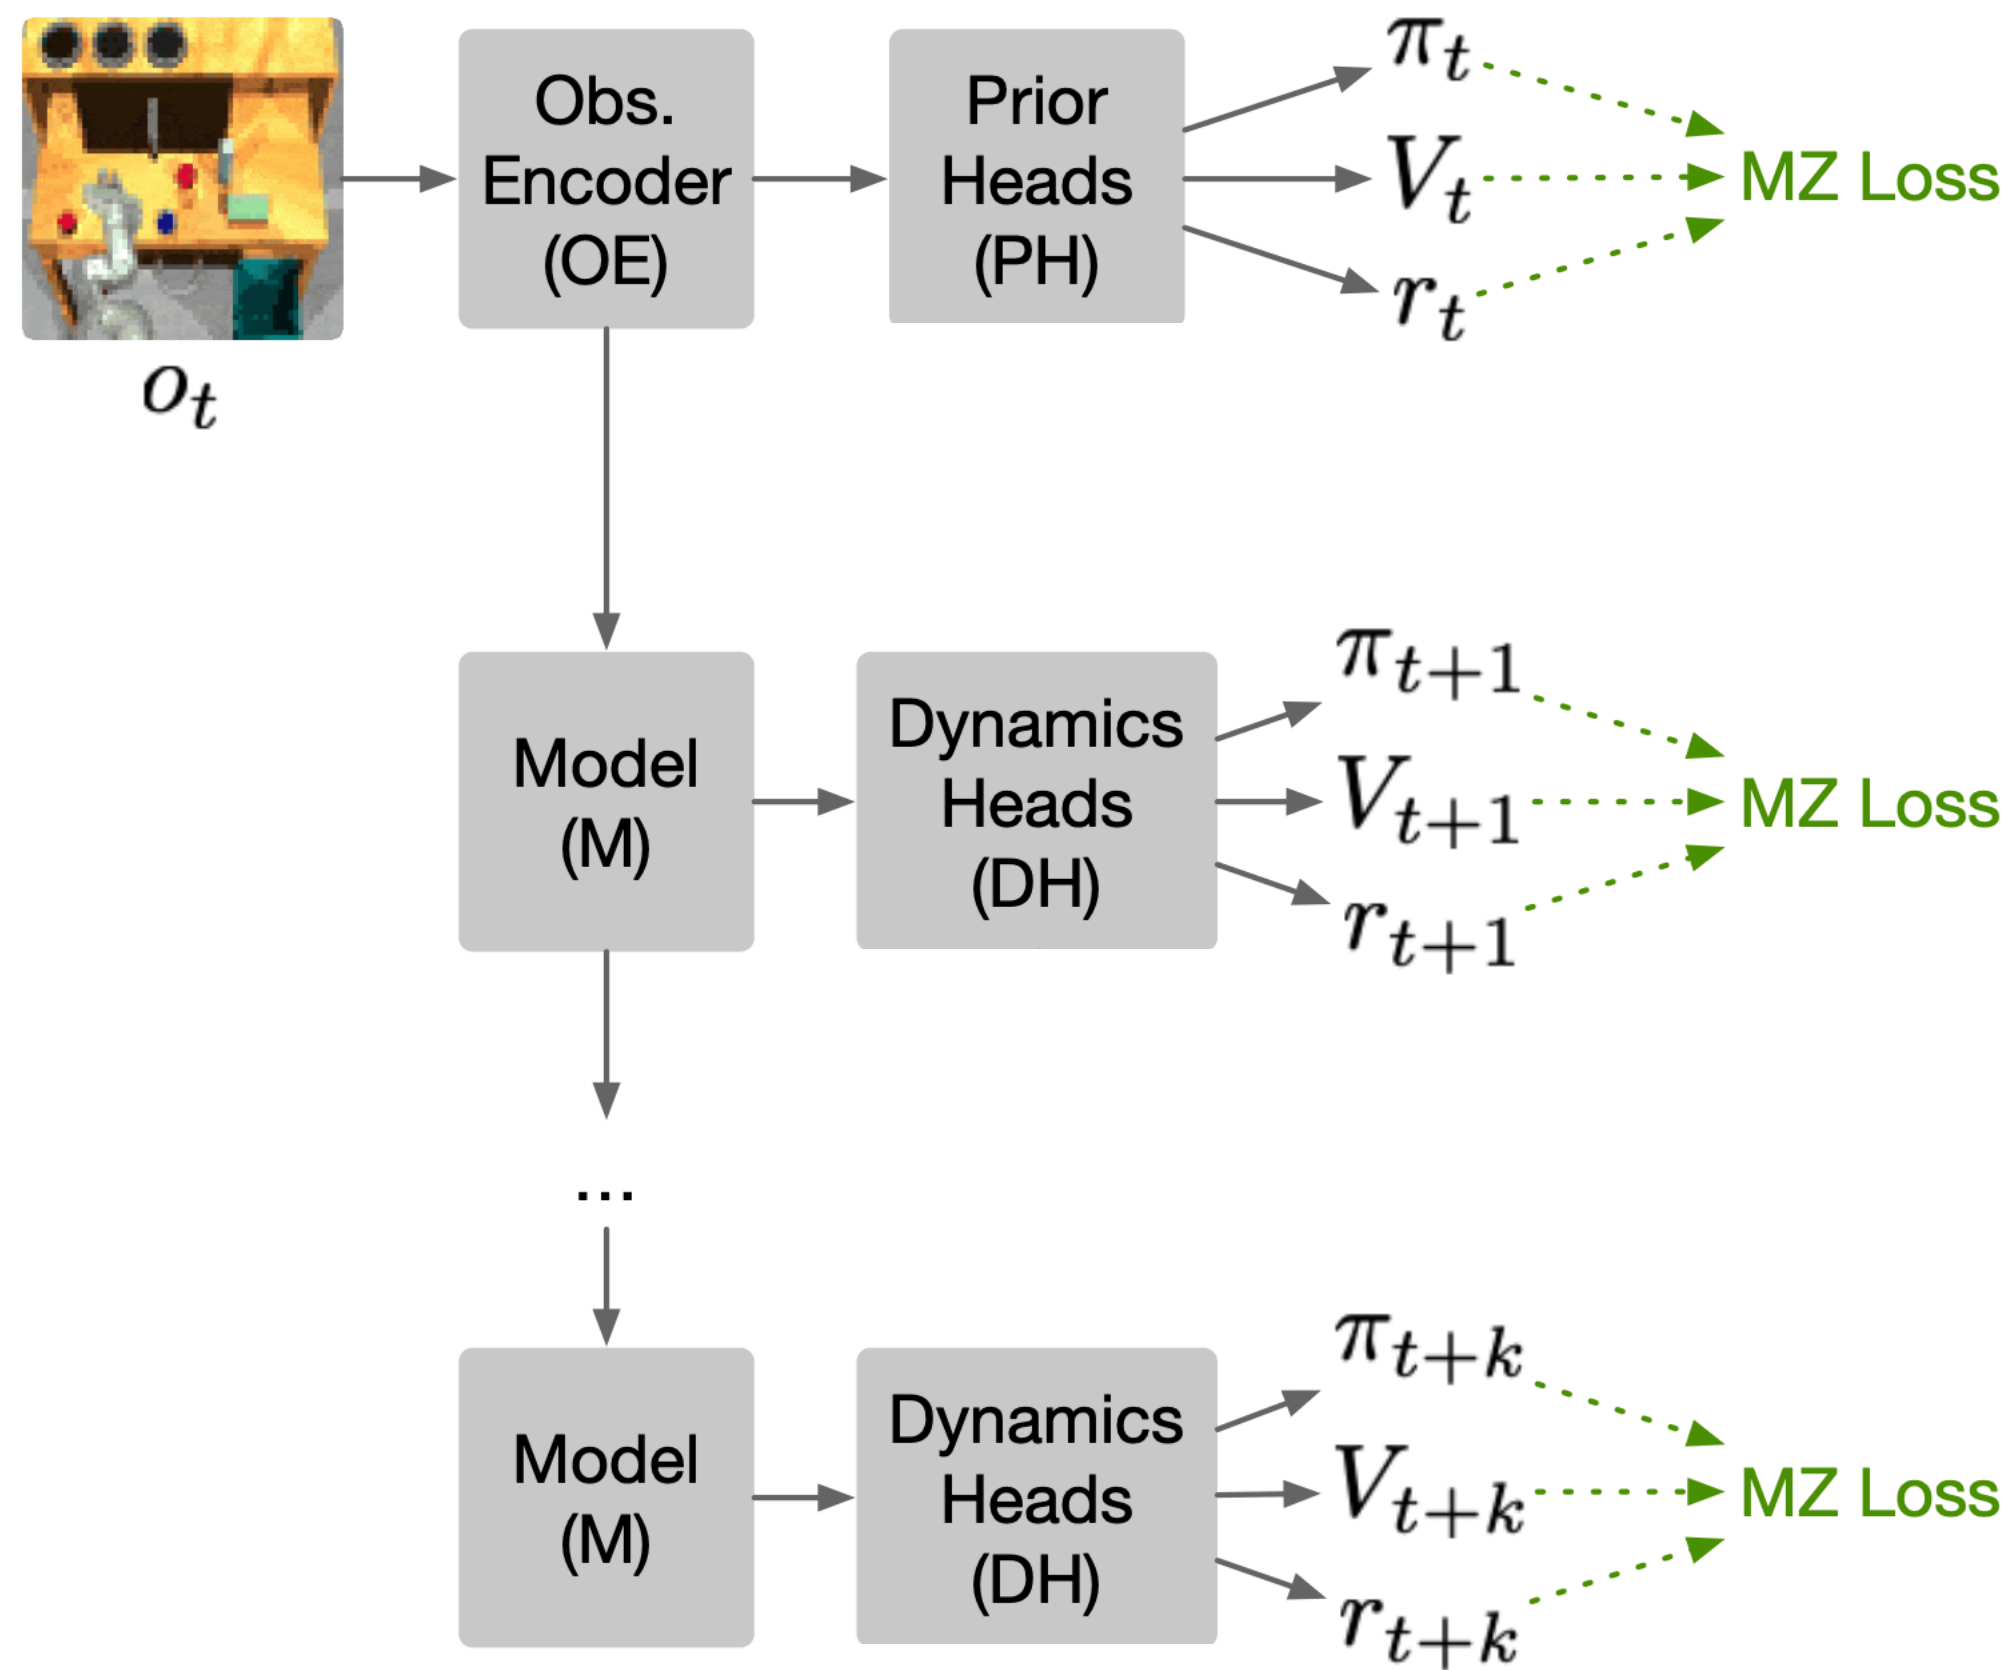 Obs.
Encoder
(OE)
Prior
Heads
(PH)
π_t
V_t
r_t
MZ Loss
o_t
Model
(M)
Dynamics
Heads
(DH)
π_{t+1}
V_{t+1}
r_{t+1}
MZ Loss
...
Model
(M)
Dynamics
Heads
(DH)
π_{t+k}
V_{t+k}
r_{t+k}
MZ Loss